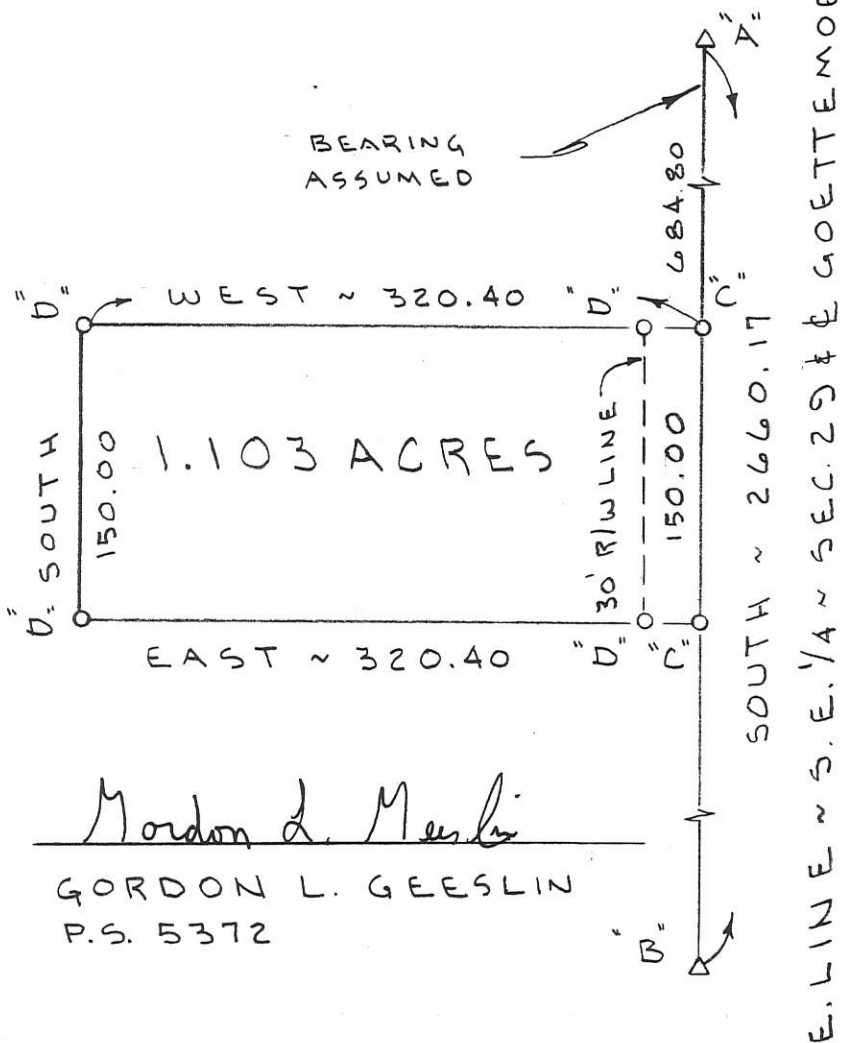 "A"
BEARING
ASSUMED
684.80
"D"
WEST ~ 320.40
"D"
"C"
SOUTH
150.00
1.103 ACRES
30' R/W LINE
150.00
SOUTH ~ 2660.17
E. LINE ~ S.E. 1/4 ~ SEC. 29 & ℄
"D"
EAST ~ 320.40
"D" "C"
Gordon L. Geeslin
GORDON L. GEESLIN
P.S. 5372
"B"